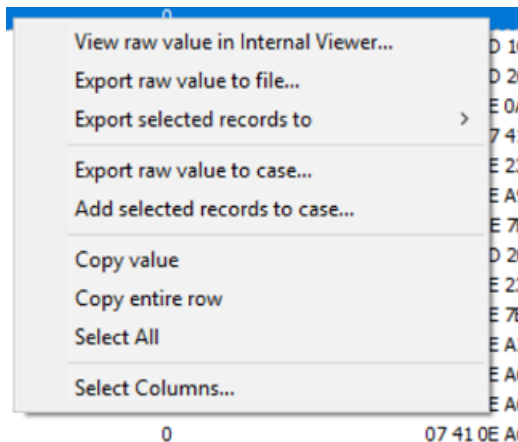 0
View raw value in Internal Viewer...
Export raw value to file...
Export selected records to
Export raw value to case...
Add selected records to case...
Copy value
Copy entire row
Select All
Select Columns...
0 07 41 0E